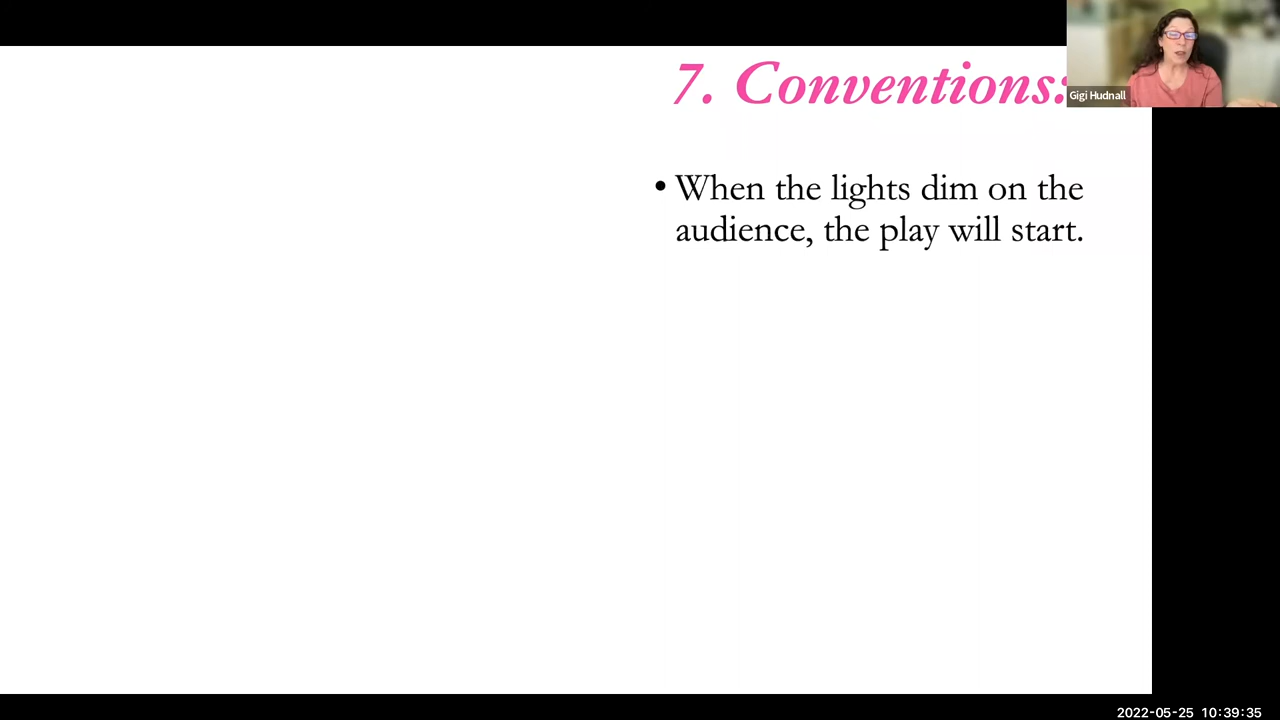 7. Conventions:
Gigi Hudnall
• When the lights dim on the
audience, the play will start.
2022-05-25 10:39:35